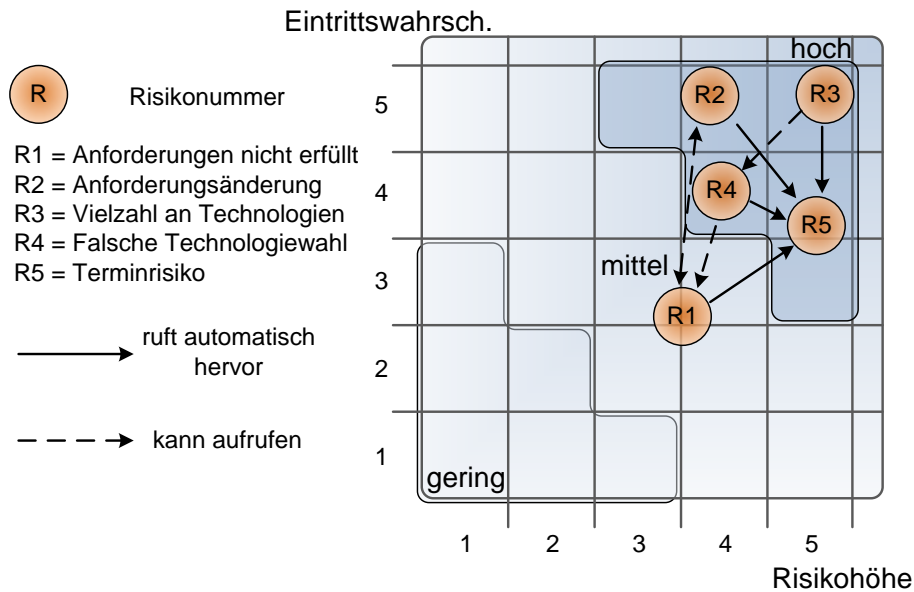 Eintrittswahrsch.
hoch
R
Risikonummer
R1 = Anforderungen nicht erfüllt
R2 = Anforderungsänderung
R3 = Vielzahl an Technologien
R4 = Falsche Technologiewahl
R5 = Terminrisiko
ruft automatisch
hervor
kann aufrufen
5
4
3
2
1
R2
R3
R4
R5
mittel
R1
gering
1
2
3
4
5
Risikohöhe